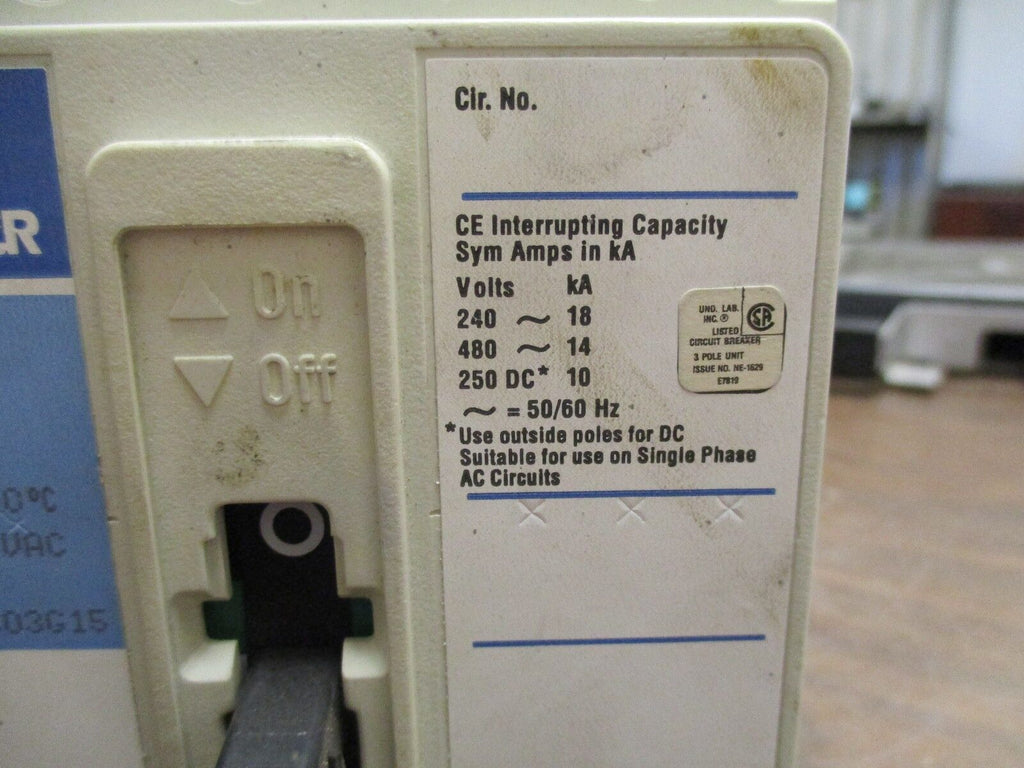 On
Off
Cir. No.
CE Interrupting Capacity
Sym Amps in kA
Volts kA
240 ~ 18
480 ~ 14
250 DC* 10
~ = 50/60 Hz
*Use outside poles for DC
Suitable for use on Single Phase
AC Circuits
UND. LAB.
INC.®
SA
LISTED
CIRCUIT BREAKER
3 POLE UNIT
ISSUE NO. NE-1629
E7819
0°C
VAC
03G15